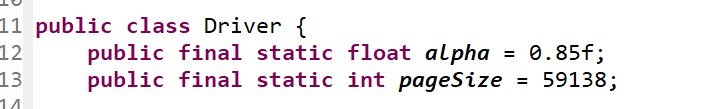 11 public class Driver {
12     public final static float alpha = 0.85f;
13     public final static int pageSize = 59138;